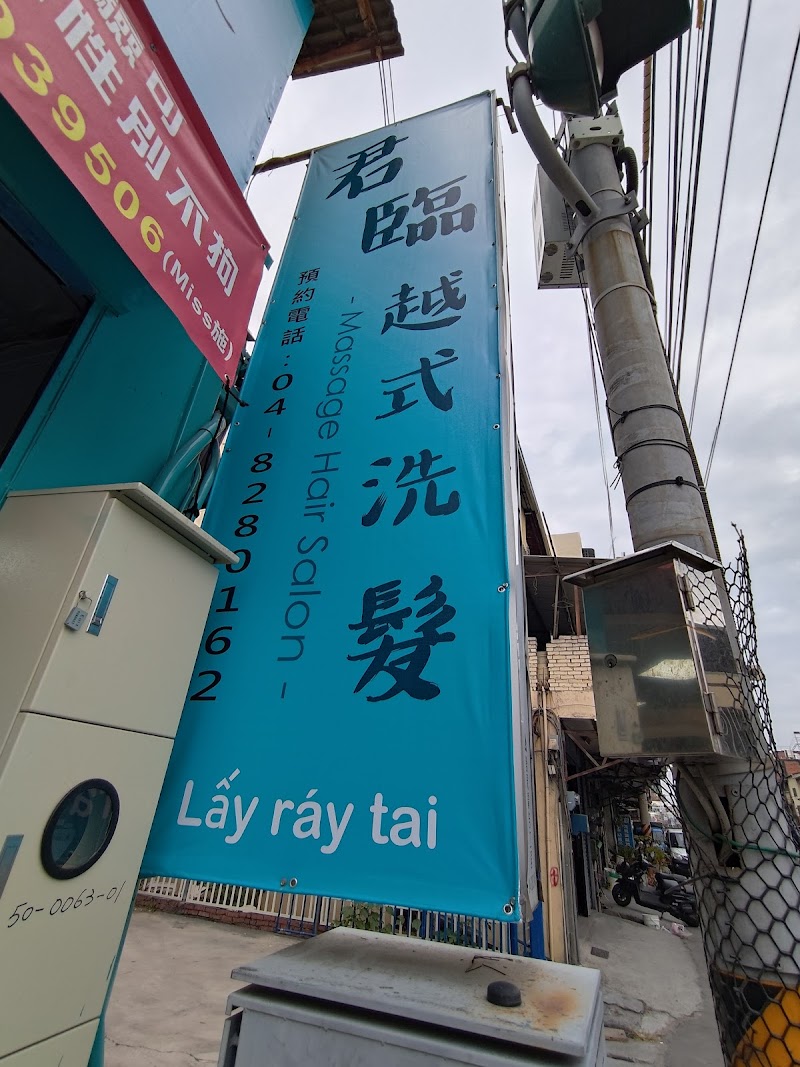 性別不拘
039506(Miss施)
君臨越式洗髮
- Massage Hair Salon -
預約電話:04-8280162
Lấy ráy tai
50-0063-01